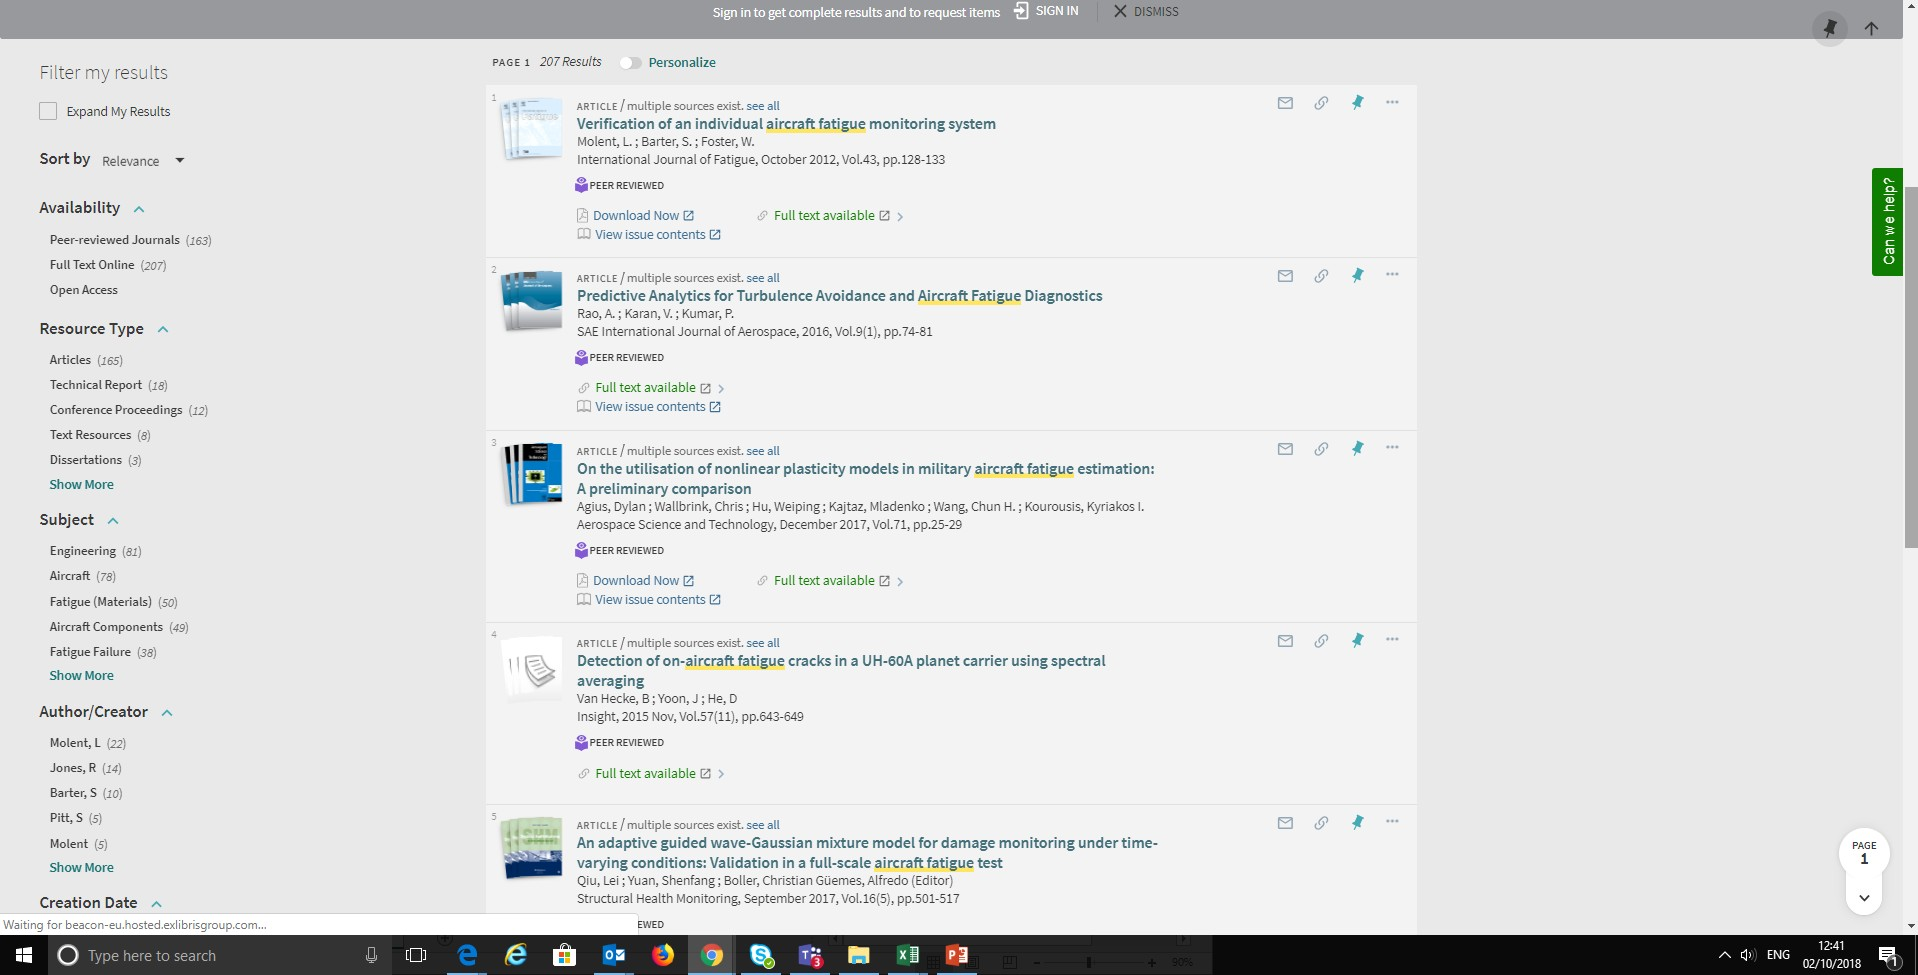 Sign in to get complete results and to request items SIGN IN DISMISS
Filter my results
Expand My Results
Sort by Relevance
Availability
Peer-reviewed Journals (163)
Full Text Online (207)
Open Access
Resource Type
Articles (165)
Technical Report (18)
Conference Proceedings (12)
Text Resources (8)
Dissertations (3)
Show More
Subject
Engineering (81)
Aircraft (78)
Fatigue (Materials) (50)
Aircraft Components (49)
Fatigue Failure (38)
Show More
Author/Creator
Molent, L (22)
Jones, R (14)
Barter, S (10)
Pitt, S (5)
Molent (5)
Show More
Creation Date
PAGE 1 207 Results Personalize
1
ARTICLE / multiple sources exist. see all
Verification of an individual aircraft fatigue monitoring system
Molent, L. ; Barter, S. ; Foster, W.
International Journal of Fatigue, October 2012, Vol.43, pp.128-133
PEER REVIEWED
Download Now Full text available
View issue contents
2
ARTICLE / multiple sources exist. see all
Predictive Analytics for Turbulence Avoidance and Aircraft Fatigue Diagnostics
Rao, A. ; Karan, V. ; Kumar, P.
SAE International Journal of Aerospace, 2016, Vol.9(1), pp.74-81
PEER REVIEWED
Full text available
View issue contents
3
ARTICLE / multiple sources exist. see all
On the utilisation of nonlinear plasticity models in military aircraft fatigue estimation:
A preliminary comparison
Agius, Dylan ; Wallbrink, Chris ; Hu, Weiping ; Kajtaz, Mladenko ; Wang, Chun H. ; Kourousis, Kyriakos I.
Aerospace Science and Technology, December 2017, Vol.71, pp.25-29
PEER REVIEWED
Download Now Full text available
View issue contents
4
ARTICLE / multiple sources exist. see all
Detection of on-aircraft fatigue cracks in a UH-60A planet carrier using spectral
averaging
Van Hecke, B ; Yoon, J ; He, D
Insight, 2015 Nov, Vol.57(11), pp.643-649
PEER REVIEWED
Full text available
5
ARTICLE / multiple sources exist. see all
An adaptive guided wave-Gaussian mixture model for damage monitoring under time-
varying conditions: Validation in a full-scale aircraft fatigue test
Qiu, Lei ; Yuan, Shenfang ; Boller, Christian Güemes, Alfredo (Editor)
Structural Health Monitoring, September 2017, Vol.16(5), pp.501-517
EWED
Can we help?
PAGE
1
Waiting for beacon-eu.hosted.exlibrisgroup.com...
Type here to search
3
90%
ENG
12:41
02/10/2018
1